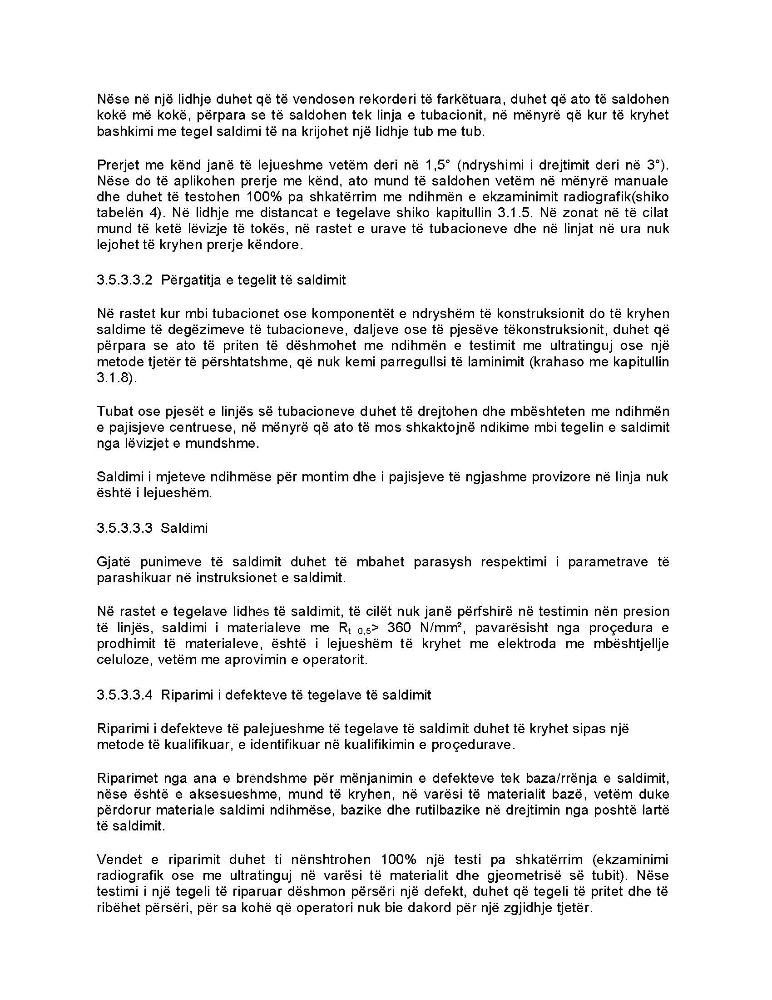 Nëse në një lidhje duhet që të vendosen rekorderi të farkëtuara, duhet që ato të saldohen
kokë më kokë, përpara se të saldohen tek linja e tubacionit, në mënyrë që kur të kryhet
bashkimi me tegel saldimi të na krijohet një lidhje tub me tub.
Prerjet me kënd janë të lejueshme vetëm deri në 1,5° (ndryshimi i drejtimit deri në 3°).
Nëse do të aplikohen prerje me kënd, ato mund të saldohen vetëm në mënyrë manuale
dhe duhet të testohen 100% pa shkatërrim me ndihmën e ekzaminimit radiografik(shiko
tabelën 4). Në lidhje me distancat e tegelave shiko kapitullin 3.1.5. Në zonat në të cilat
mund të ketë lëvizje të tokës, në rastet e urave të tubacioneve dhe në linjat në ura nuk
lejohet të kryhen prerje këndore.
3.5.3.3.2 Përgatitja e tegelit të saldimit
Në rastet kur mbi tubacionet ose komponentët e ndryshëm të konstruksionit do të kryhen
saldime të degëzimeve të tubacioneve, daljeve ose të pjesëve tëkonstruksionit, duhet që
përpara se ato të priten të dëshmohet me ndihmën e testimit me ultratinguj ose një
metode tjetër të përshtatshme, që nuk kemi parregullsi të laminimit (krahaso me kapitullin
3.1.8).
Tubat ose pjesët e linjës së tubacioneve duhet të drejtohen dhe mbështeten me ndihmën
e pajisjeve centruese, në mënyrë që ato të mos shkaktojnë ndikime mbi tegelin e saldimit
nga lëvizjet e mundshme.
Saldimi i mjeteve ndihmëse për montim dhe i pajisjeve të ngjashme provizore në linja nuk
është i lejueshëm.
3.5.3.3.3 Saldimi
Gjatë punimeve të saldimit duhet të mbahet parasysh respektimi i parametrave të
parashikuar në instruksionet e saldimit.
Në rastet e tegelave lidhës të saldimit, të cilët nuk janë përfshirë në testimin nën presion
të linjës, saldimi i materialeve me Rt 0,5> 360 N/mm², pavarësisht nga proçedura e
prodhimit të materialeve, është i lejueshëm të kryhet me elektroda me mbështjellje
celuloze, vetëm me aprovimin e operatorit.
3.5.3.3.4 Riparimi i defekteve të tegelave të saldimit
Riparimi i defekteve të palejueshme të tegelave të saldimit duhet të kryhet sipas një
metode të kualifikuar, e identifikuar në kualifikimin e proçedurave.
Riparimet nga ana e brëndshme për mënjanimin e defekteve tek baza/rrënja e saldimit,
nëse është e aksesueshme, mund të kryhen, në varësi të materialit bazë, vetëm duke
përdorur materiale saldimi ndihmëse, bazike dhe rutilbazike në drejtimin nga poshtë lartë
të saldimit.
Vendet e riparimit duhet ti nënshtrohen 100% një testi pa shkatërrim (ekzaminimi
radiografik ose me ultratinguj në varësi të materialit dhe gjeometrisë së tubit). Nëse
testimi i një tegeli të riparuar dëshmon përsëri një defekt, duhet që tegeli të pritet dhe të
ribëhet përsëri, për sa kohë që operatori nuk bie dakord për një zgjidhje tjetër.